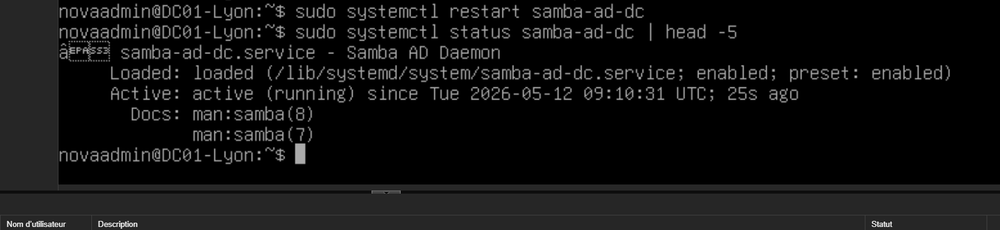 novaadmin@DC01-Lyon:~$ sudo systemctl restart samba-ad-dc
novaadmin@DC01-Lyon:~$ sudo systemctl status samba-ad-dc | head -5
â samba-ad-dc.service - Samba AD Daemon
Loaded: loaded (/lib/systemd/system/samba-ad-dc.service; enabled; preset: enabled)
Active: active (running) since Tue 2026-05-12 09:10:31 UTC; 25s ago
Docs: man:samba(8)
man:samba(7)
novaadmin@DC01-Lyon:~$
Nom d'utilisateur Description Statut